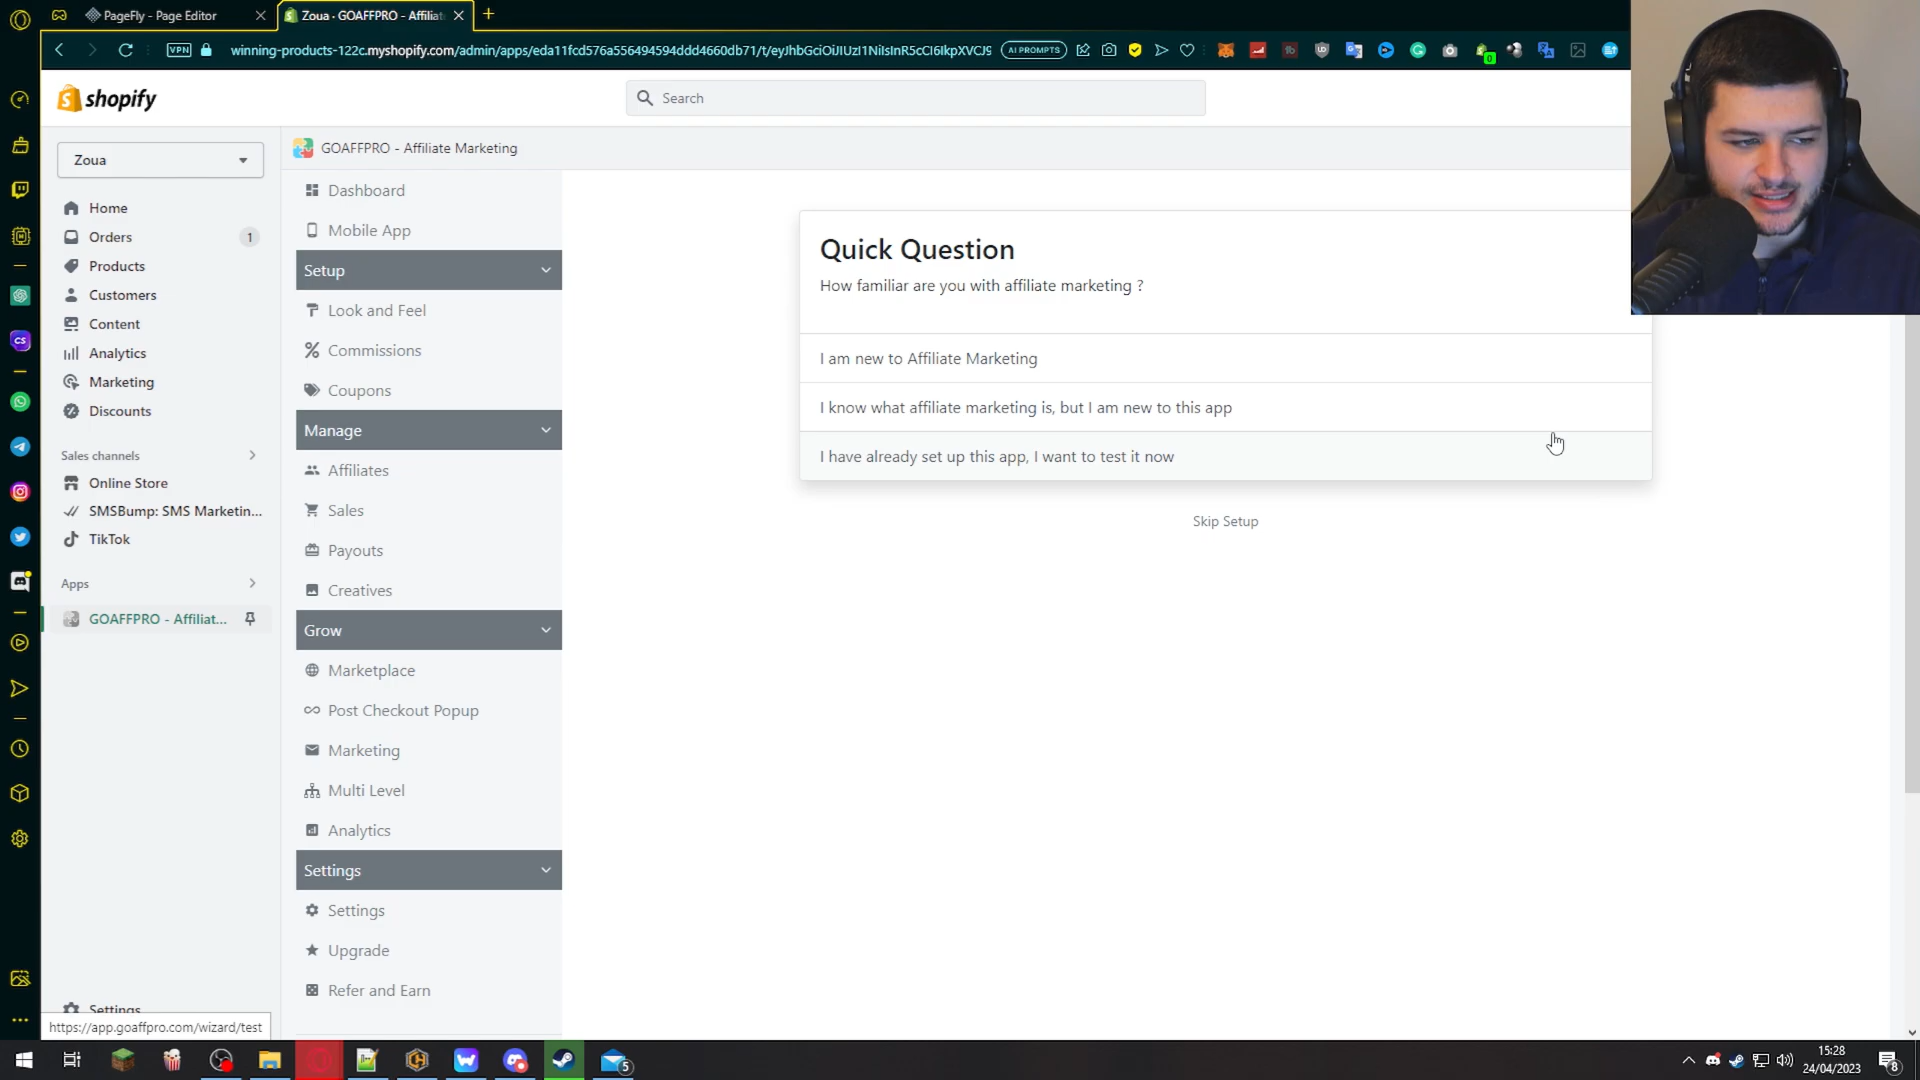 PageFly - Page Editor
Zoua · GOAFFPRO - Affiliat
VPN
winning-products-122c.myshopify.com/admin/apps/eda11fcd576a556494594ddd4660db71/t/eyJhbGciOiJIUzI1NiIsInR5cCI6IkpXVCJ9
AI PROMPTS
shopify
Search
Zoua
GOAFFPRO - Affiliate Marketing
Home
Orders
1
Products
Customers
Content
Analytics
Marketing
Discounts
Sales channels
Online Store
SMSBump: SMS Marketin...
TikTok
Apps
GOAFFPRO - Affiliat...
Settings
https://app.goaffpro.com/wizard/test
Dashboard
Mobile App
Setup
Look and Feel
Commissions
Coupons
Manage
Affiliates
Sales
Payouts
Creatives
Grow
Marketplace
Post Checkout Popup
Marketing
Multi Level
Analytics
Settings
Settings
Upgrade
Refer and Earn
Quick Question
How familiar are you with affiliate marketing ?
I am new to Affiliate Marketing
I know what affiliate marketing is, but I am new to this app
I have already set up this app, I want to test it now
Skip Setup
CS
0
5
15:28
24/04/2023
8